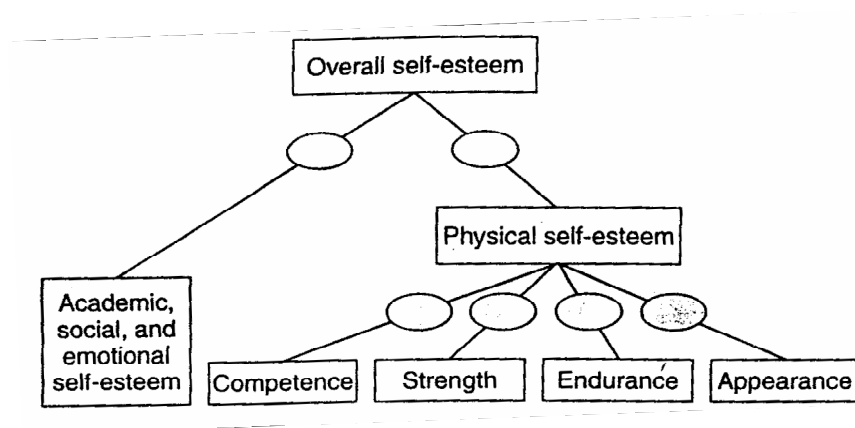 Overall self-esteem
Physical self-esteem
Academic,
social, and
emotional
self-esteem
Competence
Strength
Endurance
Appearance